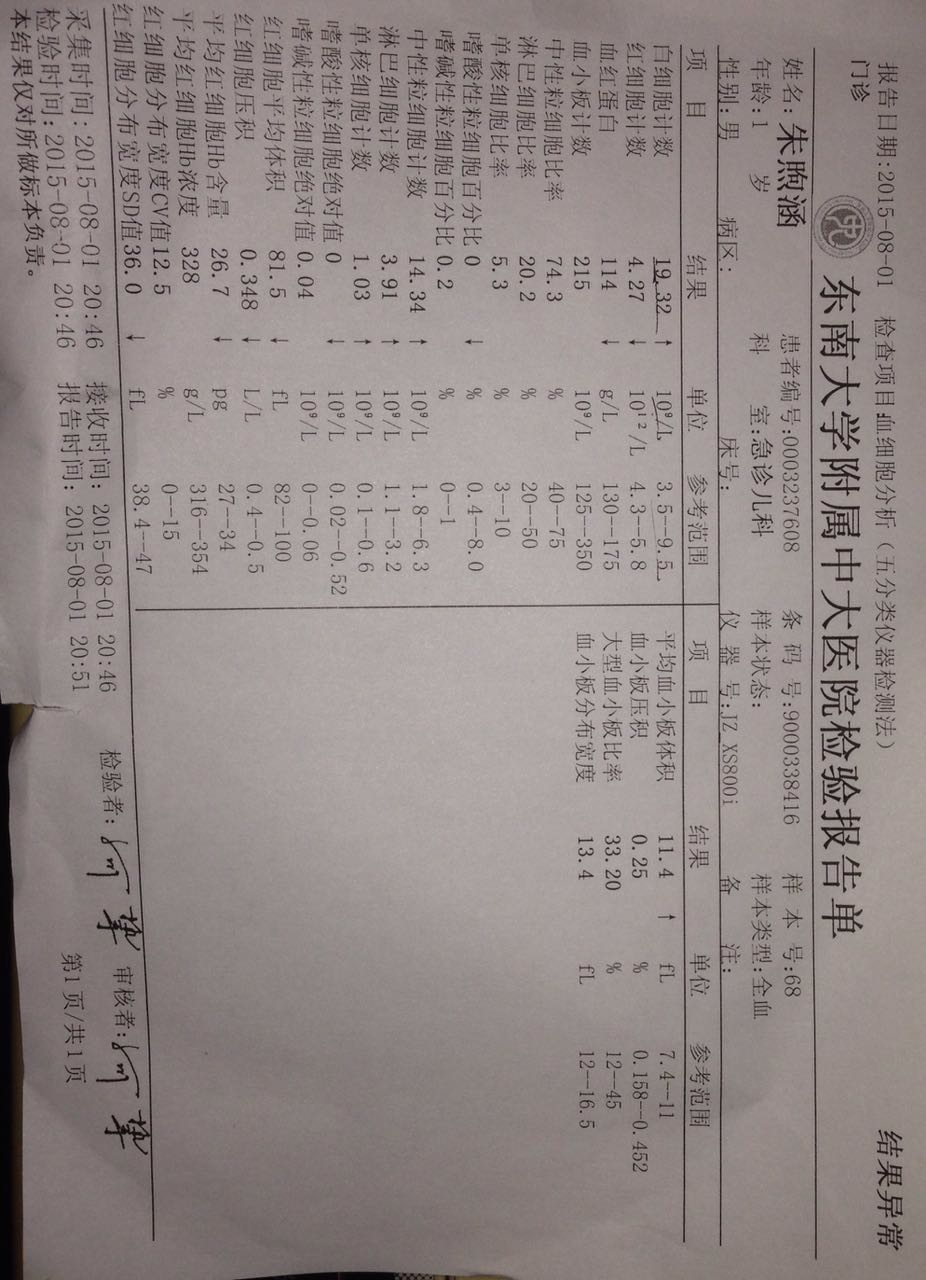 报告日期:2015-08-01 检查项目:血细胞分析(五分类仪器检测法) 结果异常
门诊
东南大学附属中大医院检验报告单
姓名:朱煦涵 患者编号:0003237608 条 码 号:9000338416 样 本 号:68
年龄:1 岁 科 室:急诊儿科 样本状态: 样本类型:全血
性别:男 病区: 床号: 仪 器 号:JZ XS800i 备 注:
项 目 结果 单位 参考范围 项 目 结果 单位 参考范围
白细胞计数 19.32 ↑ 10⁹/L 3.5--9.5 平均血小板体积 11.4 ↑ fL 7.4--11
红细胞计数 4.27 ↓ 10¹²/L 4.3--5.8 血小板压积 0.25 % 0.158--0.452
血红蛋白 114 ↓ g/L 130--175 大型血小板比率 33.20 % 12--45
血小板计数 215 10⁹/L 125--350 血小板分布宽度 13.4 fL 12--16.5
中性粒细胞比率 74.3 % 40--75
淋巴细胞比率 20.2 % 20--50
单核细胞比率 5.3 % 3--10
嗜酸性粒细胞百分比 0 ↓ % 0.4--8.0
嗜碱性粒细胞百分比 0.2 % 0--1
中性粒细胞计数 14.34 ↑ 10⁹/L 1.8--6.3
淋巴细胞计数 3.91 ↑ 10⁹/L 1.1--3.2
单核细胞计数 1.03 ↑ 10⁹/L 0.1--0.6
嗜酸性粒细胞绝对值 0 ↓ 10⁹/L 0.02--0.52
嗜碱性粒细胞绝对值 0.04 10⁹/L 0--0.06
红细胞平均体积 81.5 ↓ fL 82--100
红细胞压积 0.348 ↓ L/L 0.4--0.5
平均红细胞Hb含量 26.7 ↓ pg 27--34
平均红细胞Hb浓度 328 g/L 316--354
红细胞分布宽度CV值 12.5 % 0--15
红细胞分布宽度SD值 36.0 ↓ fL 38.4--47
采集时间: 2015-08-01 20:46 接收时间: 2015-08-01 20:46 检验者: 审核者:
检验时间: 2015-08-01 20:46 报告时间: 2015-08-01 20:51 第1页/共1页
本结果仅对所做标本负责。